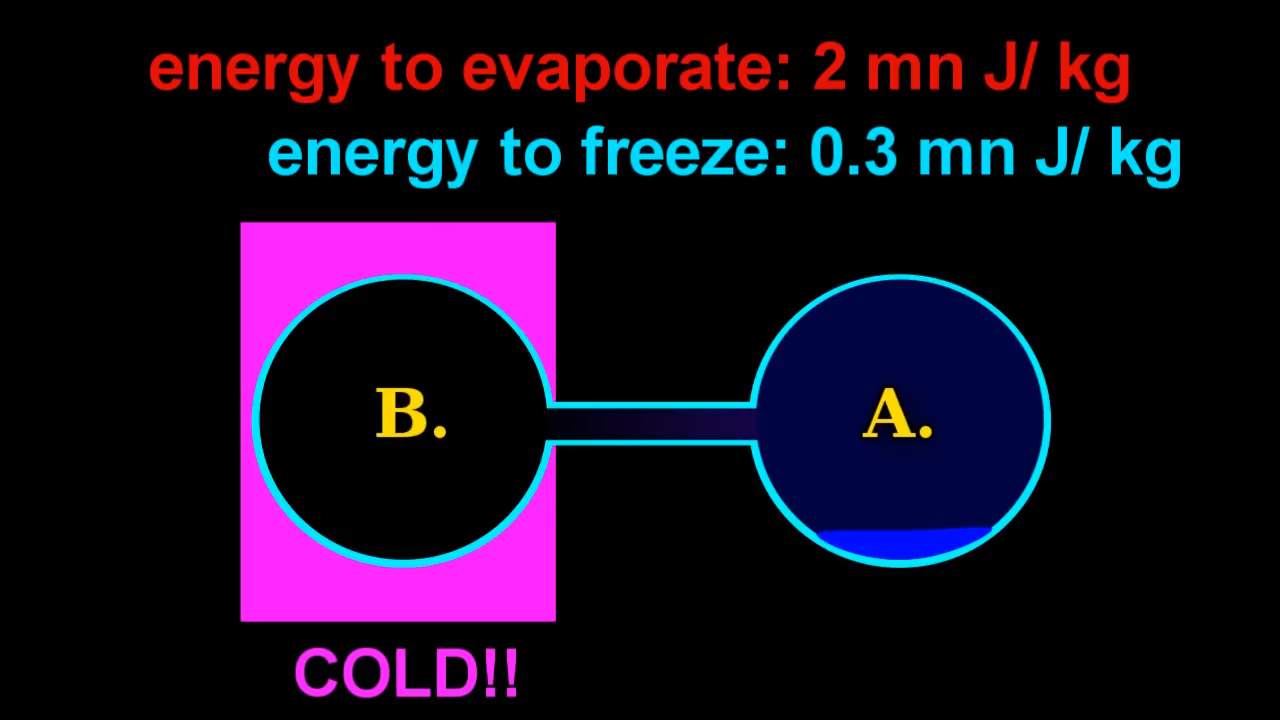 energy to evaporate: 2 mn J/ kg
energy to freeze: 0.3 mn J/ kg
B.
A.
COLD!!